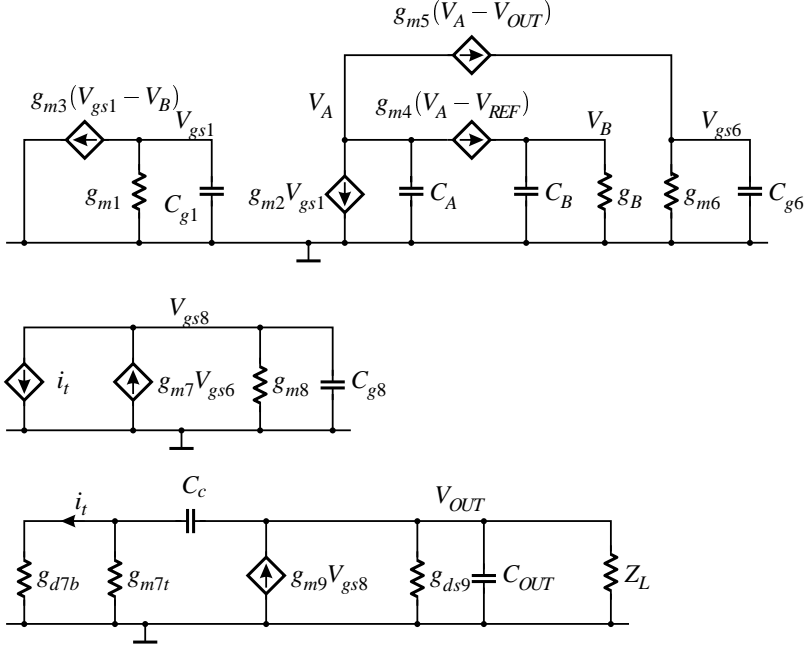 g_{m5}(V_A − V_{OUT})
g_{m3}(V_{gs1} − V_B)
V_{gs1}
V_A
g_{m4}(V_A − V_{REF})
V_B
V_{gs6}
g_{m1}
C_{g1}
g_{m2}V_{gs1}
C_A
C_B
g_B
g_{m6}
C_{g6}
V_{gs8}
i_t
g_{m7}V_{gs6}
g_{m8}
C_{g8}
i_t
C_c
V_{OUT}
g_{d7b}
g_{m7t}
g_{m9}V_{gs8}
g_{ds9}
C_{OUT}
Z_L